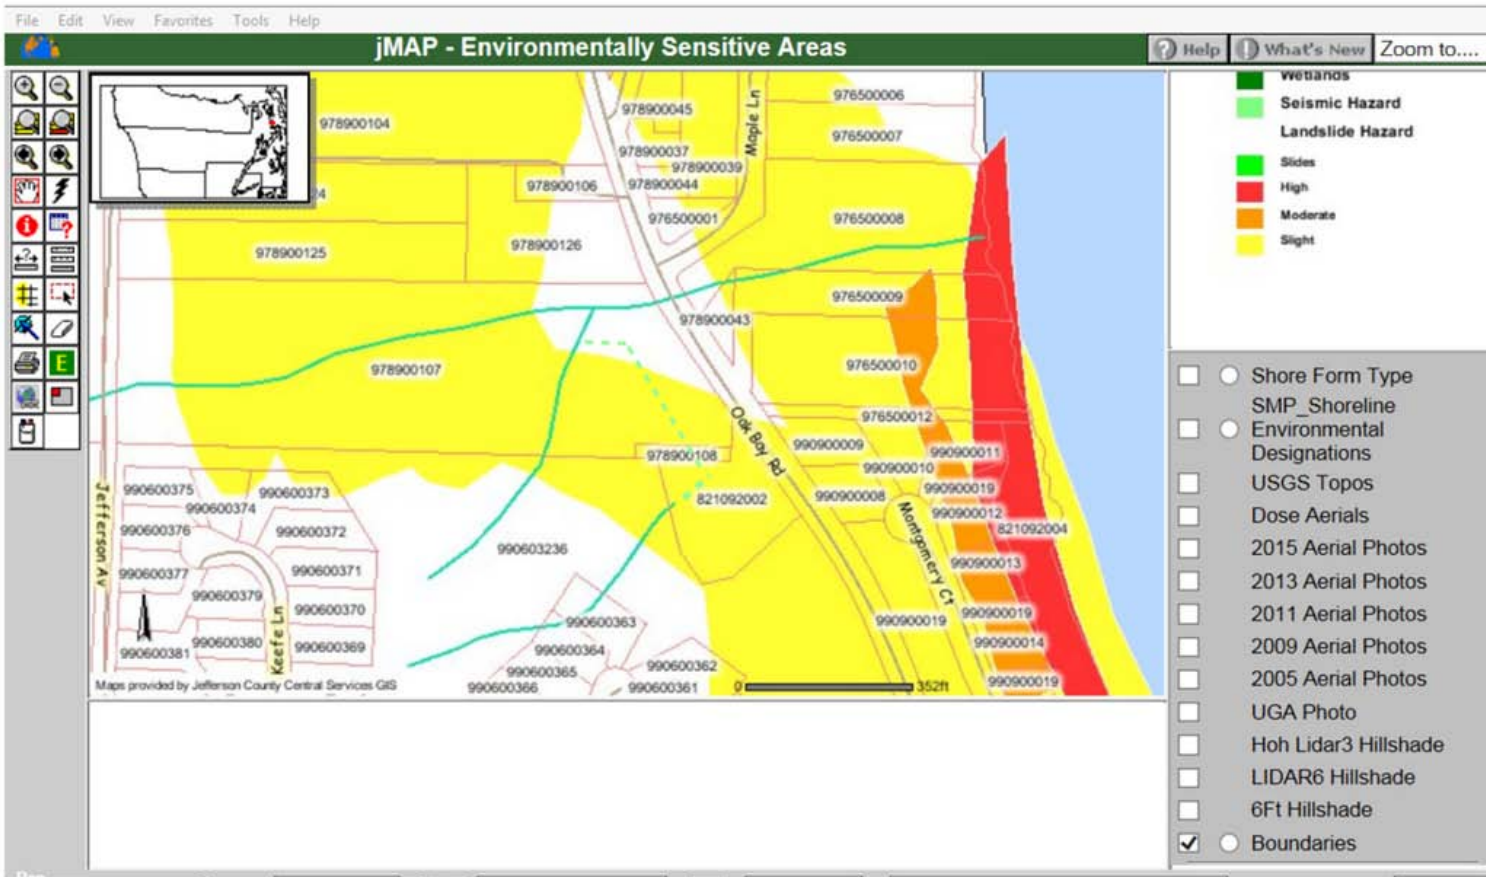 File Edit View Favorites Tools Help
jMAP - Environmentally Sensitive Areas
Help
What's New
Zoom to....
Wetlands
Seismic Hazard
Landslide Hazard
Slides
High
Moderate
Slight
978900104
978900045
Maple Ln
976500006
976500007
978900037
978900039
978900106
978900044
24
976500001
976500008
978900125
978900126
976500009
978900043
978900107
976500010
976500012
Oak Bay Rd
990900009
990900011
978900108
990900010
990600375
990600373
990900019
990600374
821092002
990900008
990900012
Jefferson Av
990600376
990600372
Montgomery Ct
821092004
990603236
990900013
990600377
990600371
990600379
990600370
990900019
990600363
990900019
Keefe Ln
990600380
990600369
990900014
990600381
990600364
990600362
990600365
990900019
990600366
990600361
Maps provided by Jefferson County Central Services GIS
0 352ft
E
Shore Form Type
SMP_Shoreline
Environmental
Designations
USGS Topos
Dose Aerials
2015 Aerial Photos
2013 Aerial Photos
2011 Aerial Photos
2009 Aerial Photos
2005 Aerial Photos
UGA Photo
Hoh Lidar3 Hillshade
LIDAR6 Hillshade
6Ft Hillshade
Boundaries